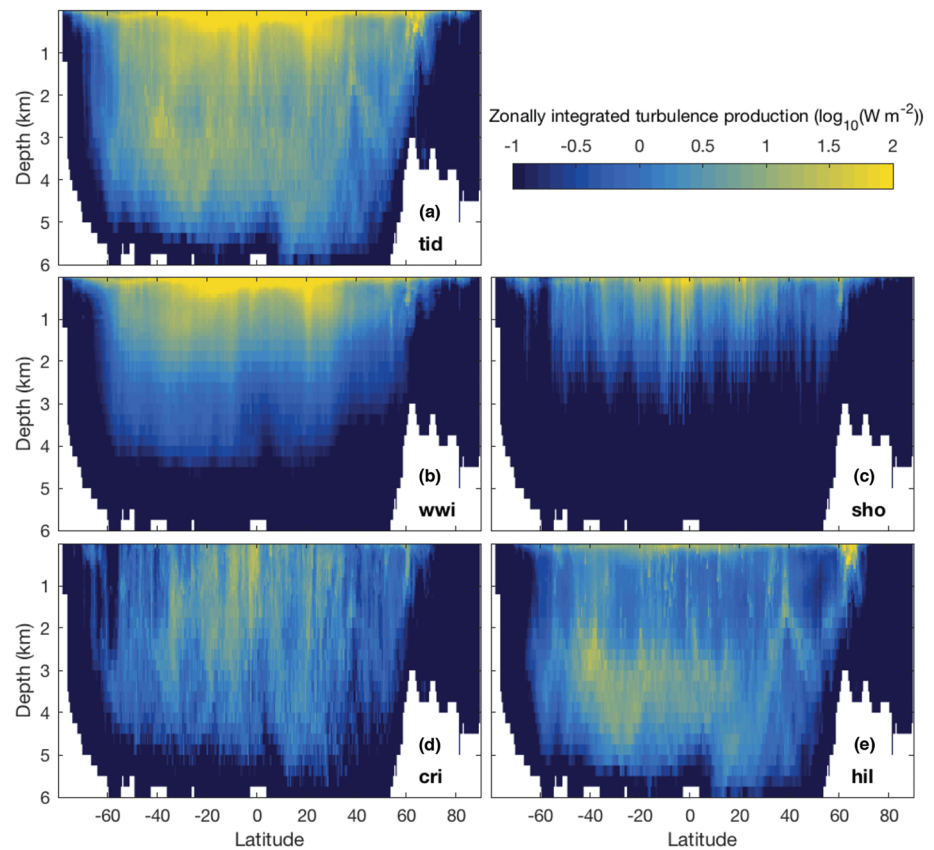 Zonally integrated turbulence production (log10(W m-2))
-1 -0.5 0 0.5 1 1.5 2
Depth (km)
1
2
3
4
5
6
(a)
tid
Depth (km)
1
2
3
4
5
6
(b)
wwi
(c)
sho
Depth (km)
1
2
3
4
5
6
(d)
cri
-60 -40 -20 0 20 40 60 80
Latitude
(e)
hil
-60 -40 -20 0 20 40 60 80
Latitude